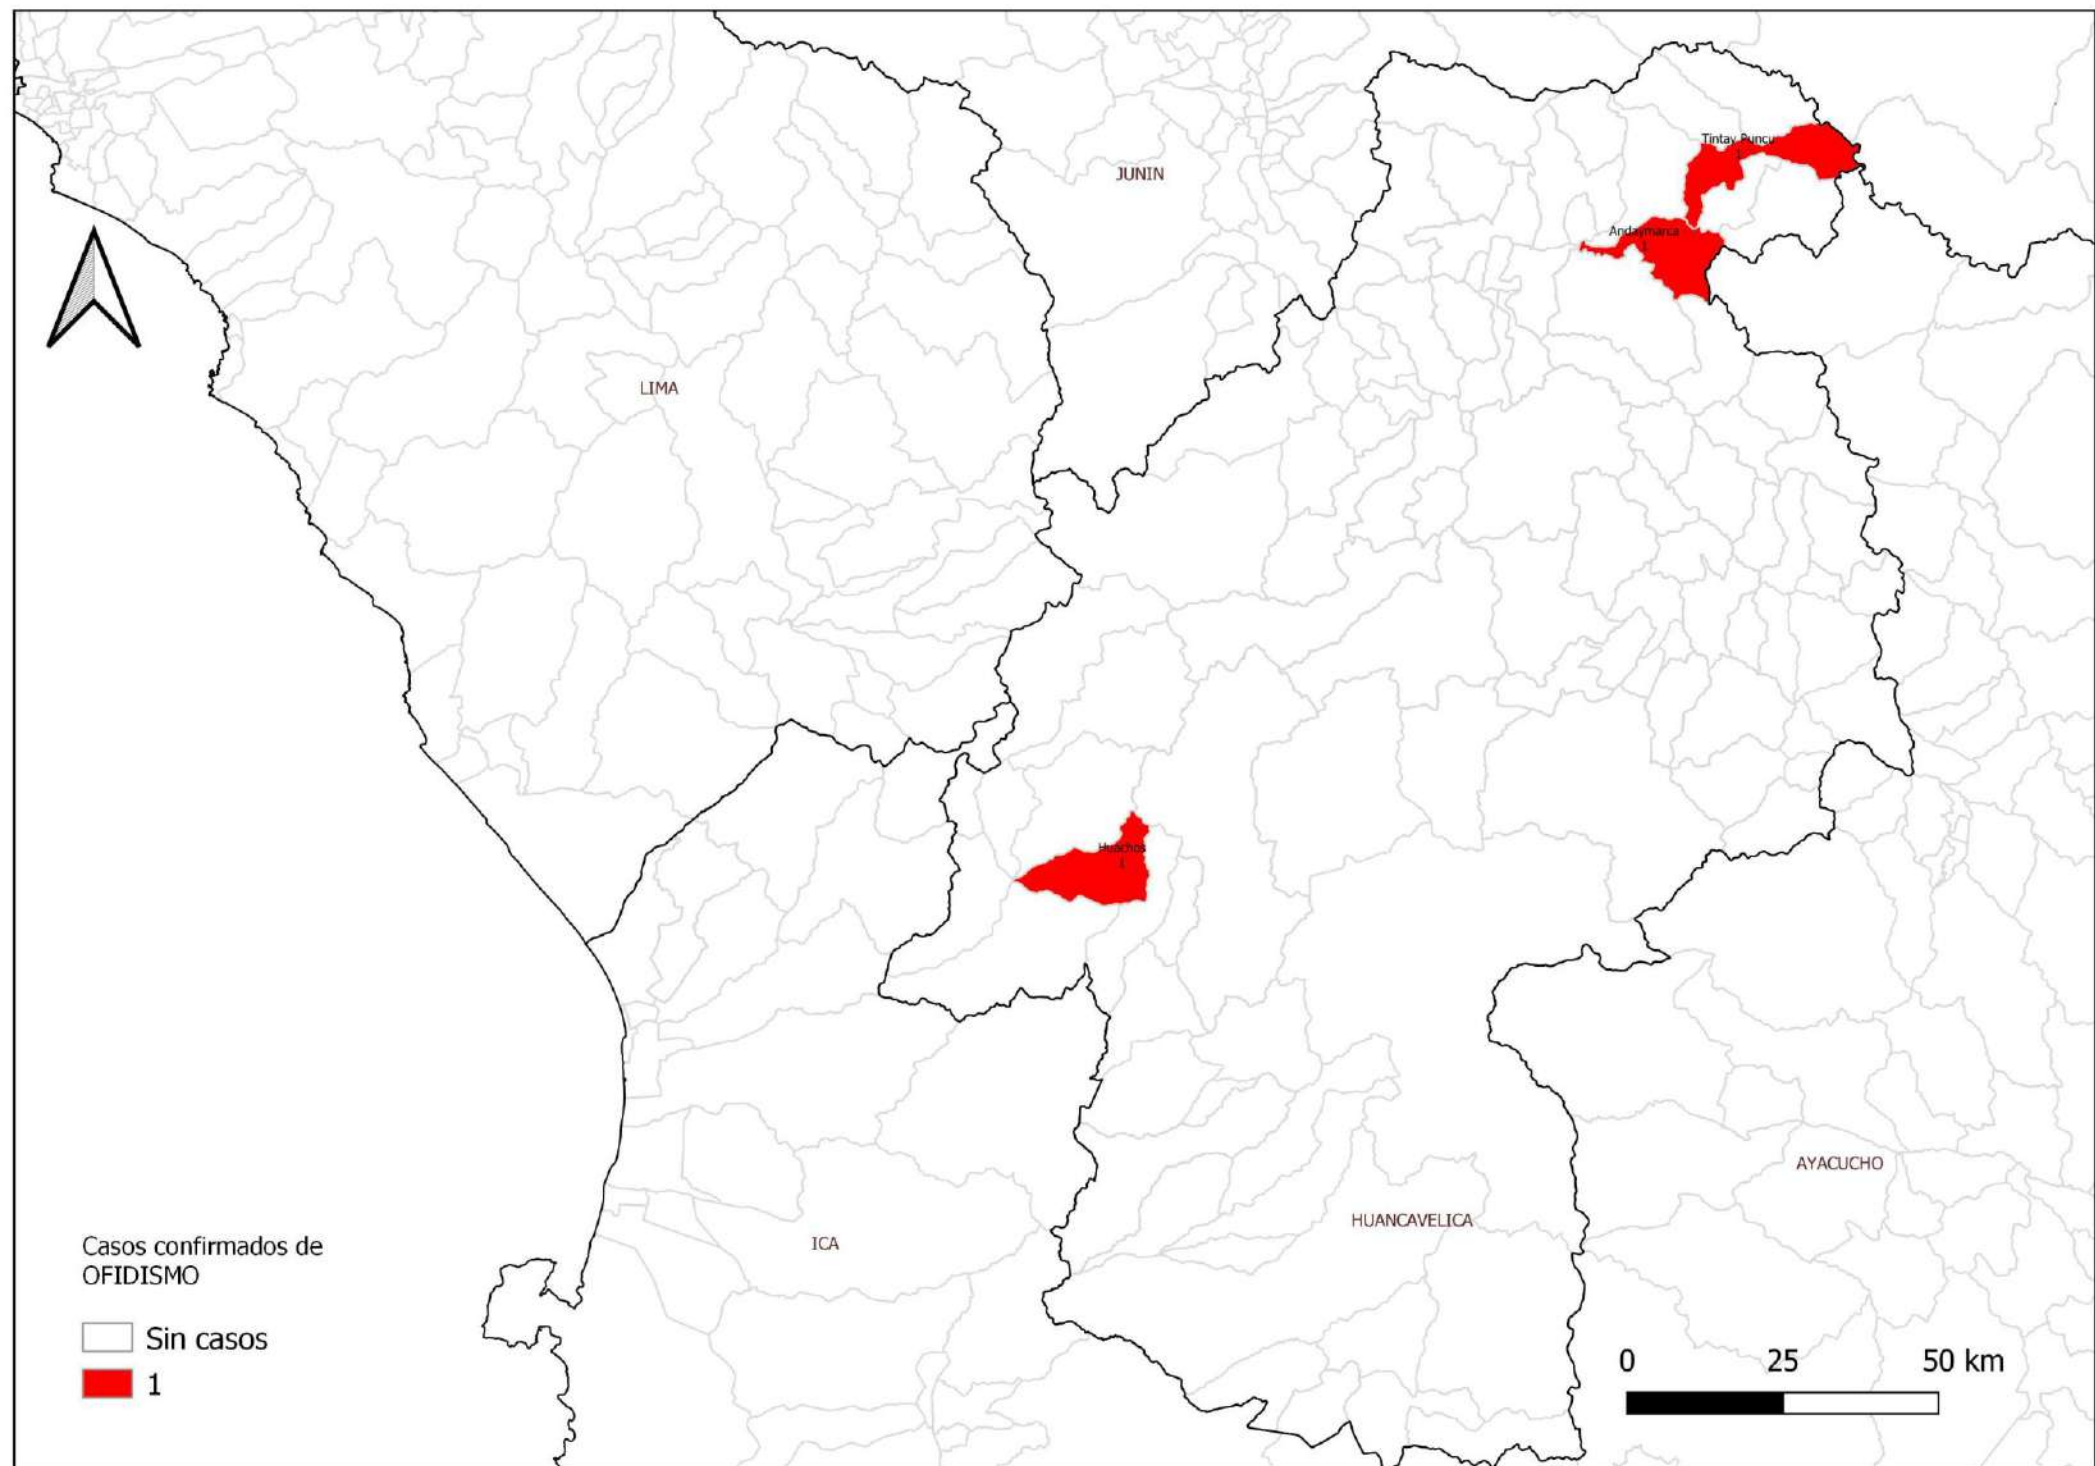 Tintay Puncu
1
JUNIN
Andaymarca
1
LIMA
Huachos
1
AYACUCHO
HUANCAVELICA
ICA
Casos confirmados de
OFIDISMO
Sin casos
1
0 25 50 km